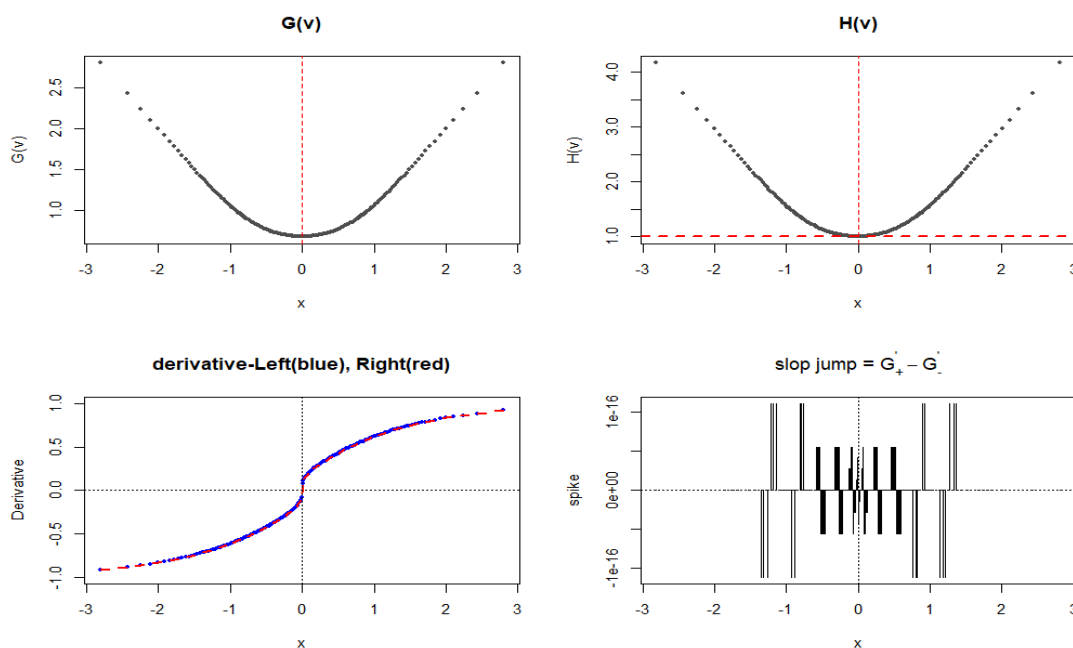 G(v)
G(v)
2.5
2.0
1.5
1.0
-3 -2 -1 0 1 2 3
x
H(v)
H(v)
4.0
3.0
2.0
1.0
-3 -2 -1 0 1 2 3
x
derivative-Left(blue), Right(red)
Derivative
1.0
0.5
0.0
-0.5
-1.0
-3 -2 -1 0 1 2 3
x
slop jump = G'+ − G'-
spike
1e-16
0e+00
-1e-16
-3 -2 -1 0 1 2 3
x